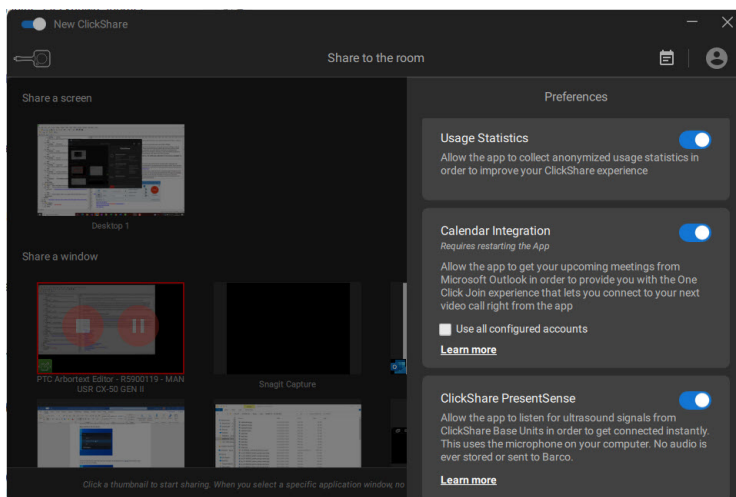 New ClickShare
Share to the room
Share a screen
Desktop 1
Share a window
PTC Arbortext Editor - R5900119 - MAN
USR CX-50 GEN II
Snagit Capture
Click a thumbnail to start sharing. When you select a specific application window, no
Preferences
Usage Statistics
Allow the app to collect anonymized usage statistics in
order to improve your ClickShare experience
Calendar Integration
Requires restarting the App
Allow the app to get your upcoming meetings from
Microsoft Outlook in order to provide you with the One
Click Join experience that lets you connect to your next
video call right from the app
Use all configured accounts
Learn more
ClickShare PresentSense
Allow the app to listen for ultrasound signals from
ClickShare Base Units in order to get connected instantly.
This uses the microphone on your computer. No audio is
ever stored or sent to Barco.
Learn more